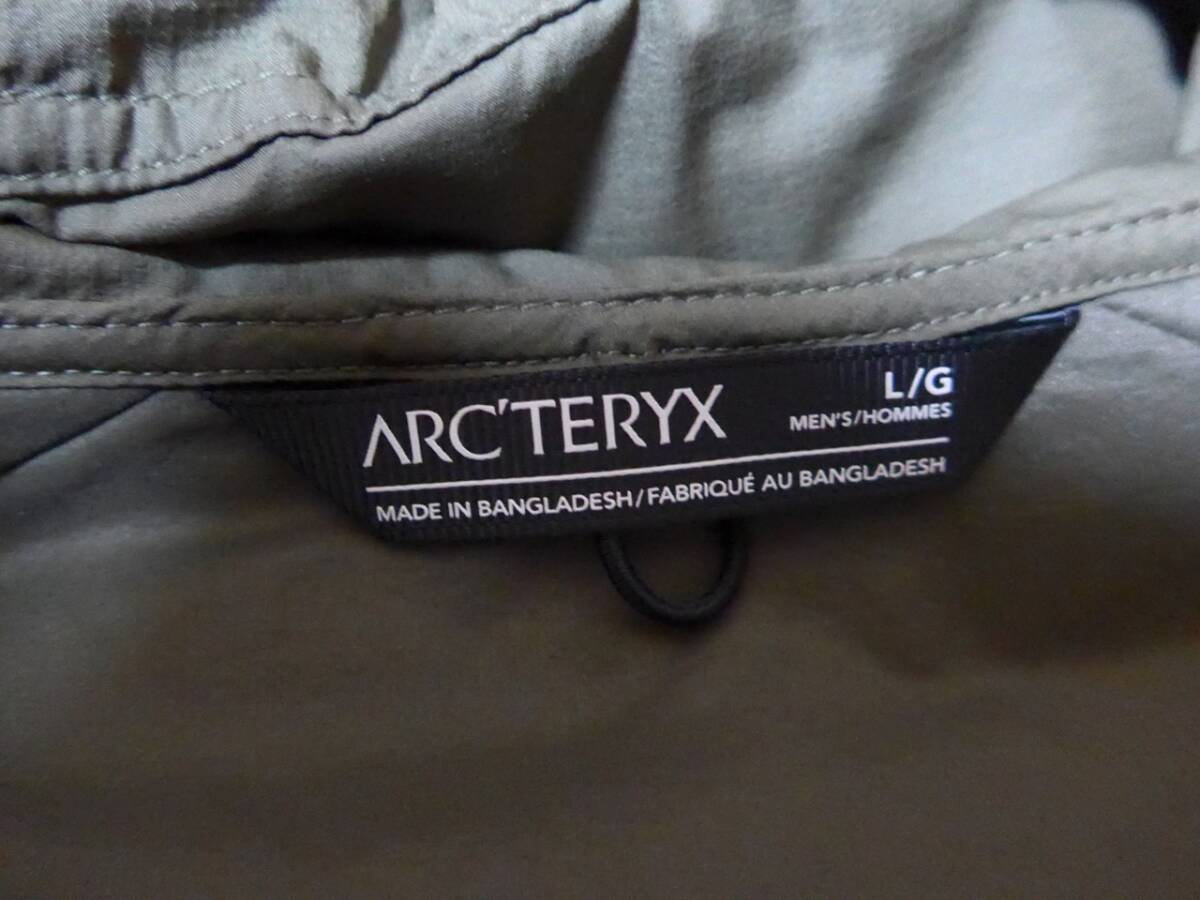 ARC'TERYX
L/G
MEN'S/HOMMES
MADE IN BANGLADESH/FABRIQUÉ AU BANGLADESH